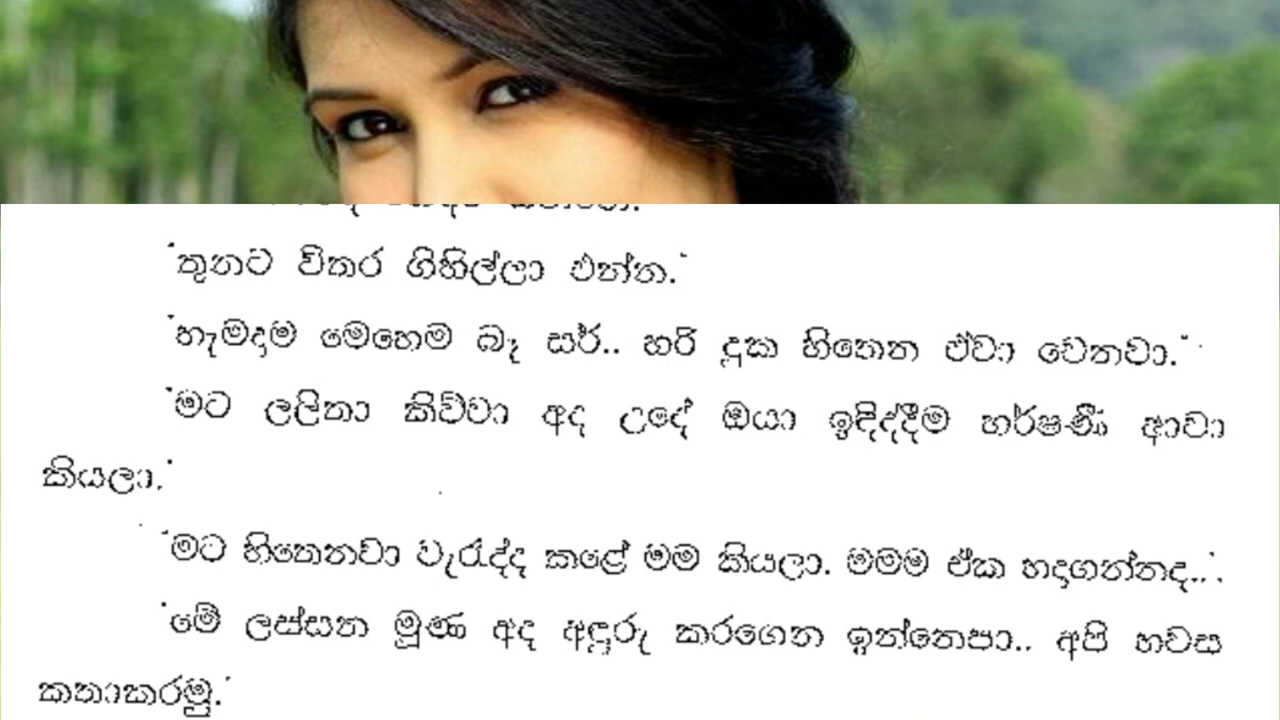 'තුනට විතර ගිහිල්ලා එන්න.'
'හැමදාම මෙහෙම බෑ සර්.. හරි දුක හිතෙන ඒවා වෙනවා.'
'මට ලලිතා කිව්වා අද උදේ ඔයා ඉඳිද්දීම හර්ෂණී ආවා
කියලා.'
'මට හිතෙනවා වැරැද්ද කළේ මම කියලා. මමම ඒක හදාගන්නද..'.
'මේ ලස්සන මූණ අද අඳුරු කරගෙන ඉන්නෙපා.. අපි හවස
කතාකරමු.'